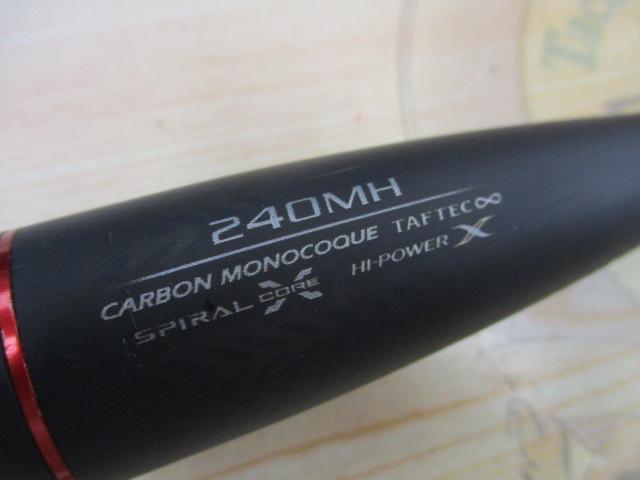 240MH
CARBON MONOCOQUE TAFTEC∞
SPIRAL X CORE HI-POWER X